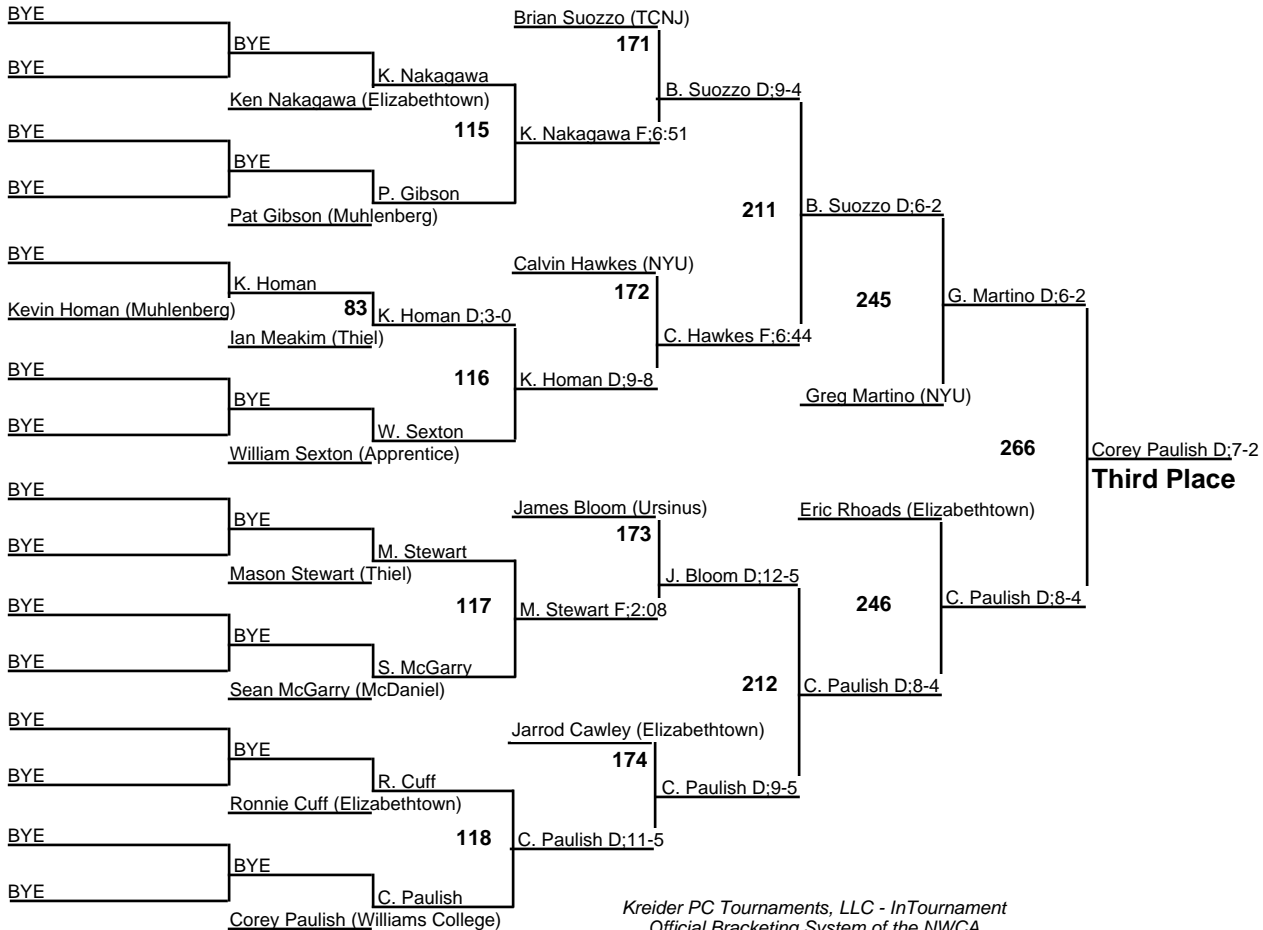 BYE
Brian Suozzo (TCNJ)
171
BYE
BYE
K. Nakagawa
B. Suozzo D;9-4
Ken Nakagawa (Elizabethtown)
115
K. Nakagawa F;6:51
BYE
BYE
BYE
P. Gibson
211
B. Suozzo D;6-2
Pat Gibson (Muhlenberg)
BYE
Calvin Hawkes (NYU)
K. Homan
172
245
G. Martino D;6-2
Kevin Homan (Muhlenberg)
83
K. Homan D;3-0
Ian Meakim (Thiel)
C. Hawkes F;6:44
BYE
116
K. Homan D;9-8
BYE
Greg Martino (NYU)
BYE
W. Sexton
William Sexton (Apprentice)
266
Corey Paulish D;7-2
Third Place
BYE
James Bloom (Ursinus)
Eric Rhoads (Elizabethtown)
BYE
173
BYE
M. Stewart
Mason Stewart (Thiel)
J. Bloom D;12-5
117
M. Stewart F;2:08
246
C. Paulish D;8-4
BYE
BYE
BYE
S. McGarry
Sean McGarry (McDaniel)
212
C. Paulish D;8-4
BYE
Jarrod Cawley (Elizabethtown)
BYE
174
BYE
R. Cuff
C. Paulish D;9-5
Ronnie Cuff (Elizabethtown)
BYE
118
C. Paulish D;11-5
BYE
BYE
C. Paulish
Corey Paulish (Williams College)
Kreider PC Tournaments, LLC - InTournament
Official Bracketing System of the NWCA